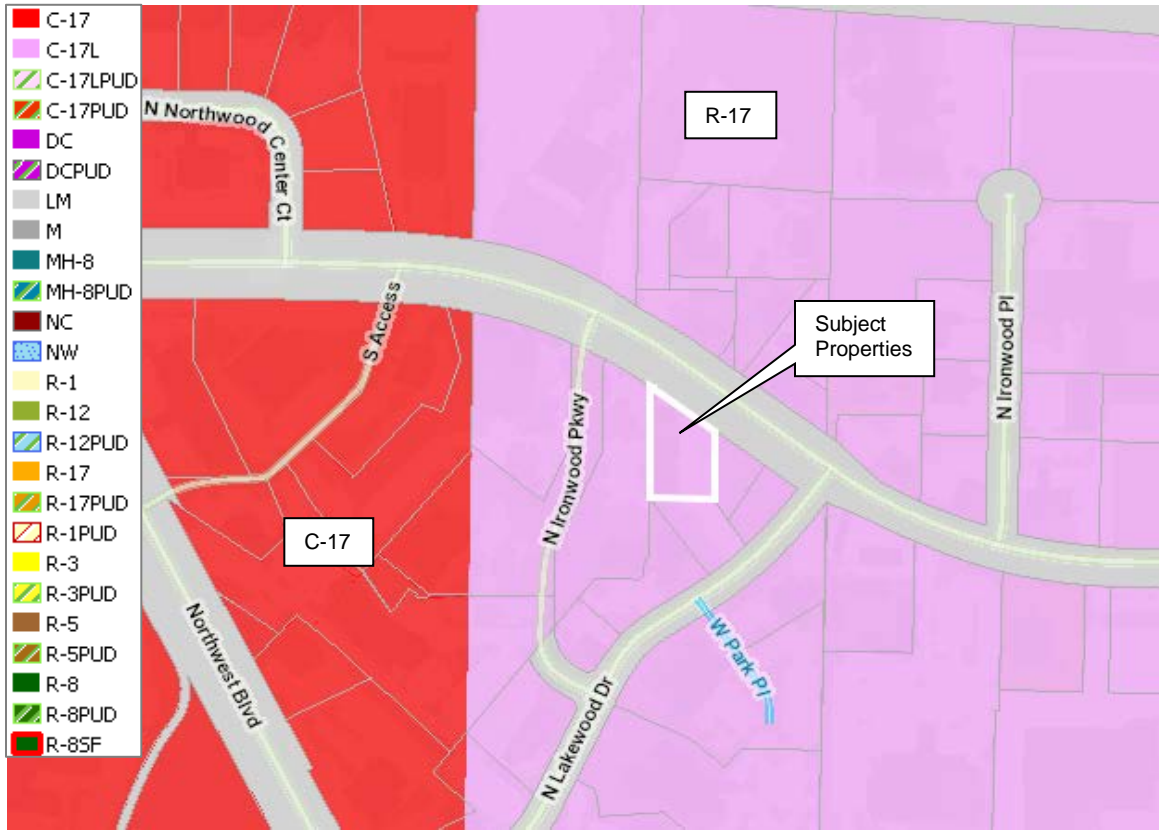 C-17
C-17L
C-17LPUD
C-17PUD
DC
DCPUD
LM
M
MH-8
MH-8PUD
NC
NW
R-1
R-12
R-12PUD
R-17
R-17PUD
R-1PUD
R-3
R-3PUD
R-5
R-5PUD
R-8
R-8PUD
R-8SF
N Northwood Center Ct
R-17
S Access
Subject
Properties
N Ironwood Pl
N Ironwood Pkwy
C-17
Northwest Blvd
W Park Pl
N Lakewood Dr